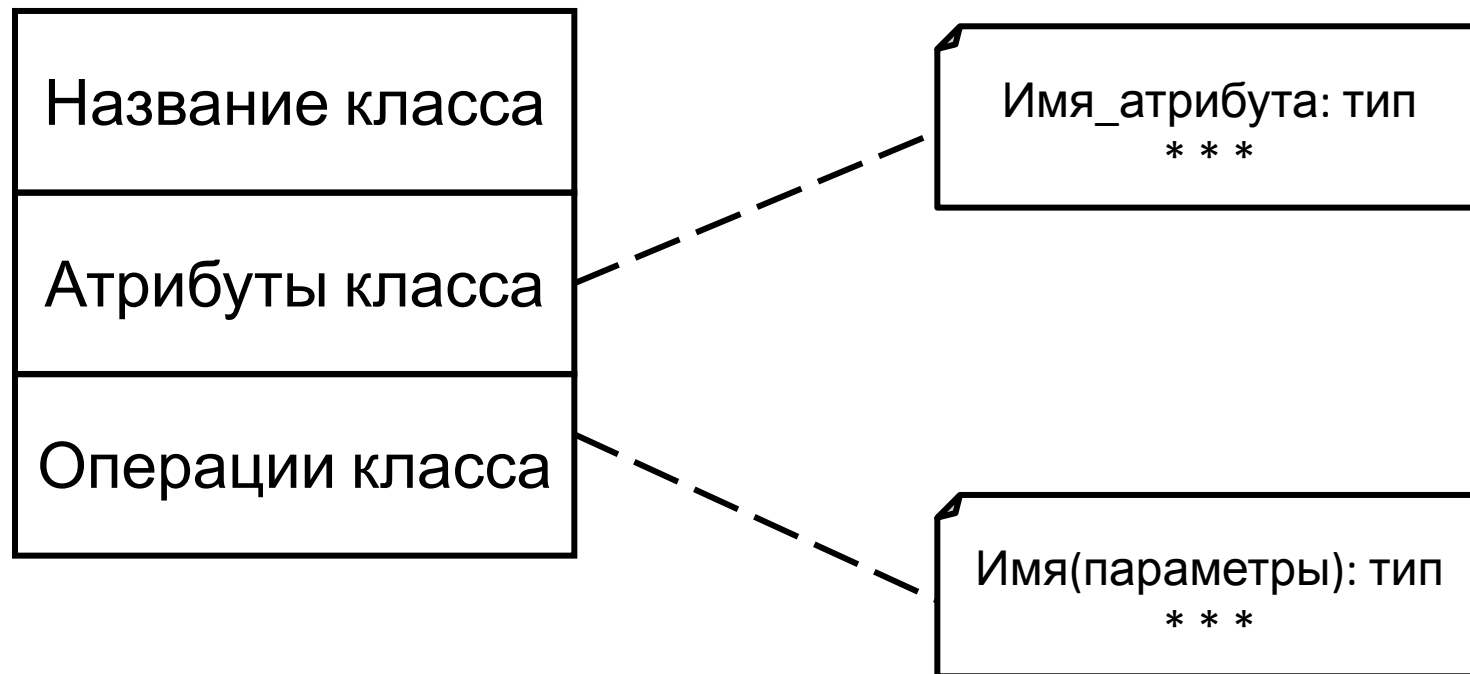 Название класса
Атрибуты класса
Операции класса
Имя_атрибута: тип
* * *
Имя(параметры): тип
* * *